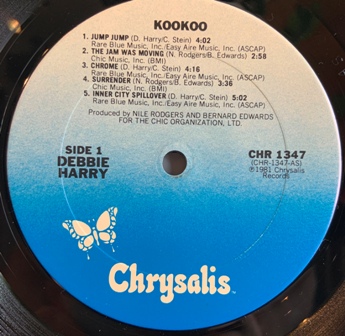 KOOKOO
1. JUMP JUMP (D. Harry/C. Stein) 4:02
Rare Blue Music, Inc./Easy Aire Music, Inc. (ASCAP)
2. THE JAM WAS MOVING (N. Rodgers/B. Edwards) 2:58
Chic Music, Inc. (BMI)
3. CHROME (D. Harry/C. Stein) 4:16
Rare Blue Music, Inc./Easy Aire Music, Inc. (ASCAP)
4. SURRENDER (N. Rodgers/B. Edwards) 3:36
Chic Music, Inc. (BMI)
5. INNER CITY SPILLOVER (D. Harry/C. Stein) 5:02
Rare Blue Music, Inc./Easy Aire Music, Inc. (ASCAP)
Produced by NILE RODGERS AND BERNARD EDWARDS
FOR THE CHIC ORGANIZATION, LTD.
SIDE 1
DEBBIE
HARRY
CHR 1347
(CHR-1347-AS)
℗1981 Chrysalis
Records
Chrysalis™